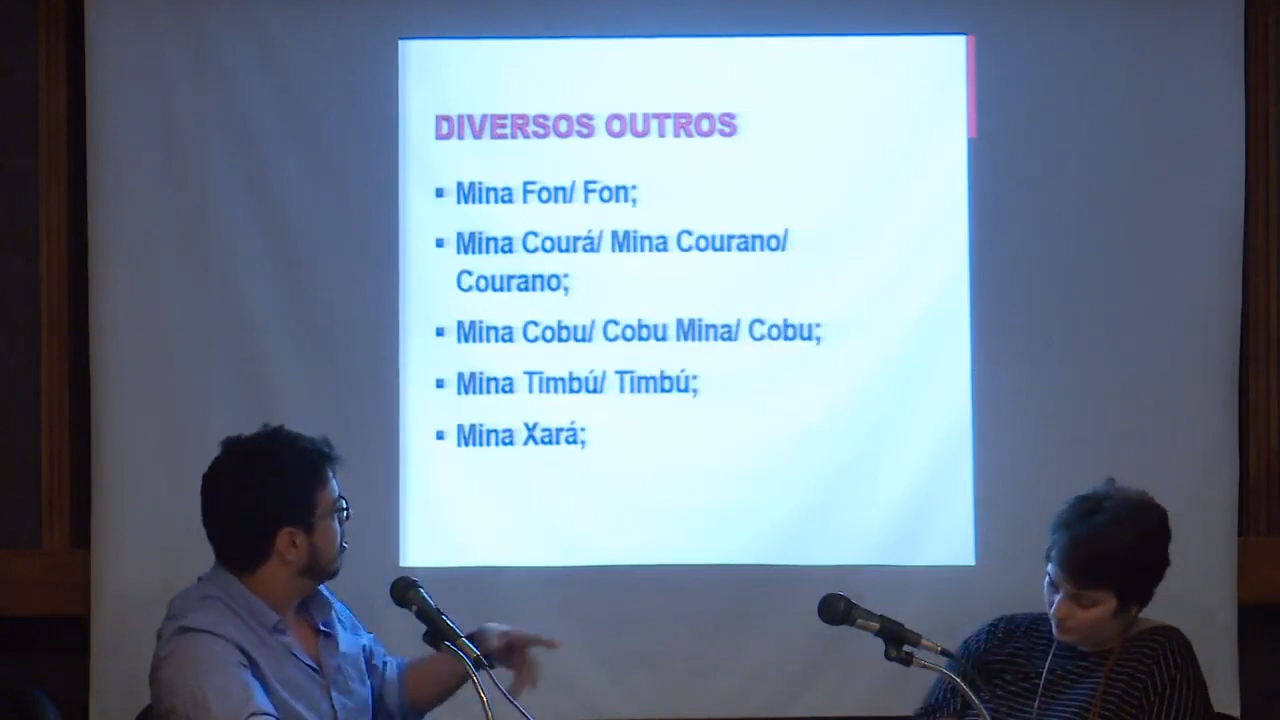 DIVERSOS OUTROS
▪ Mina Fon/ Fon;
▪ Mina Courá/ Mina Courano/
Courano;
▪ Mina Cobu/ Cobu Mina/ Cobu;
▪ Mina Timbú/ Timbú;
▪ Mina Xará;